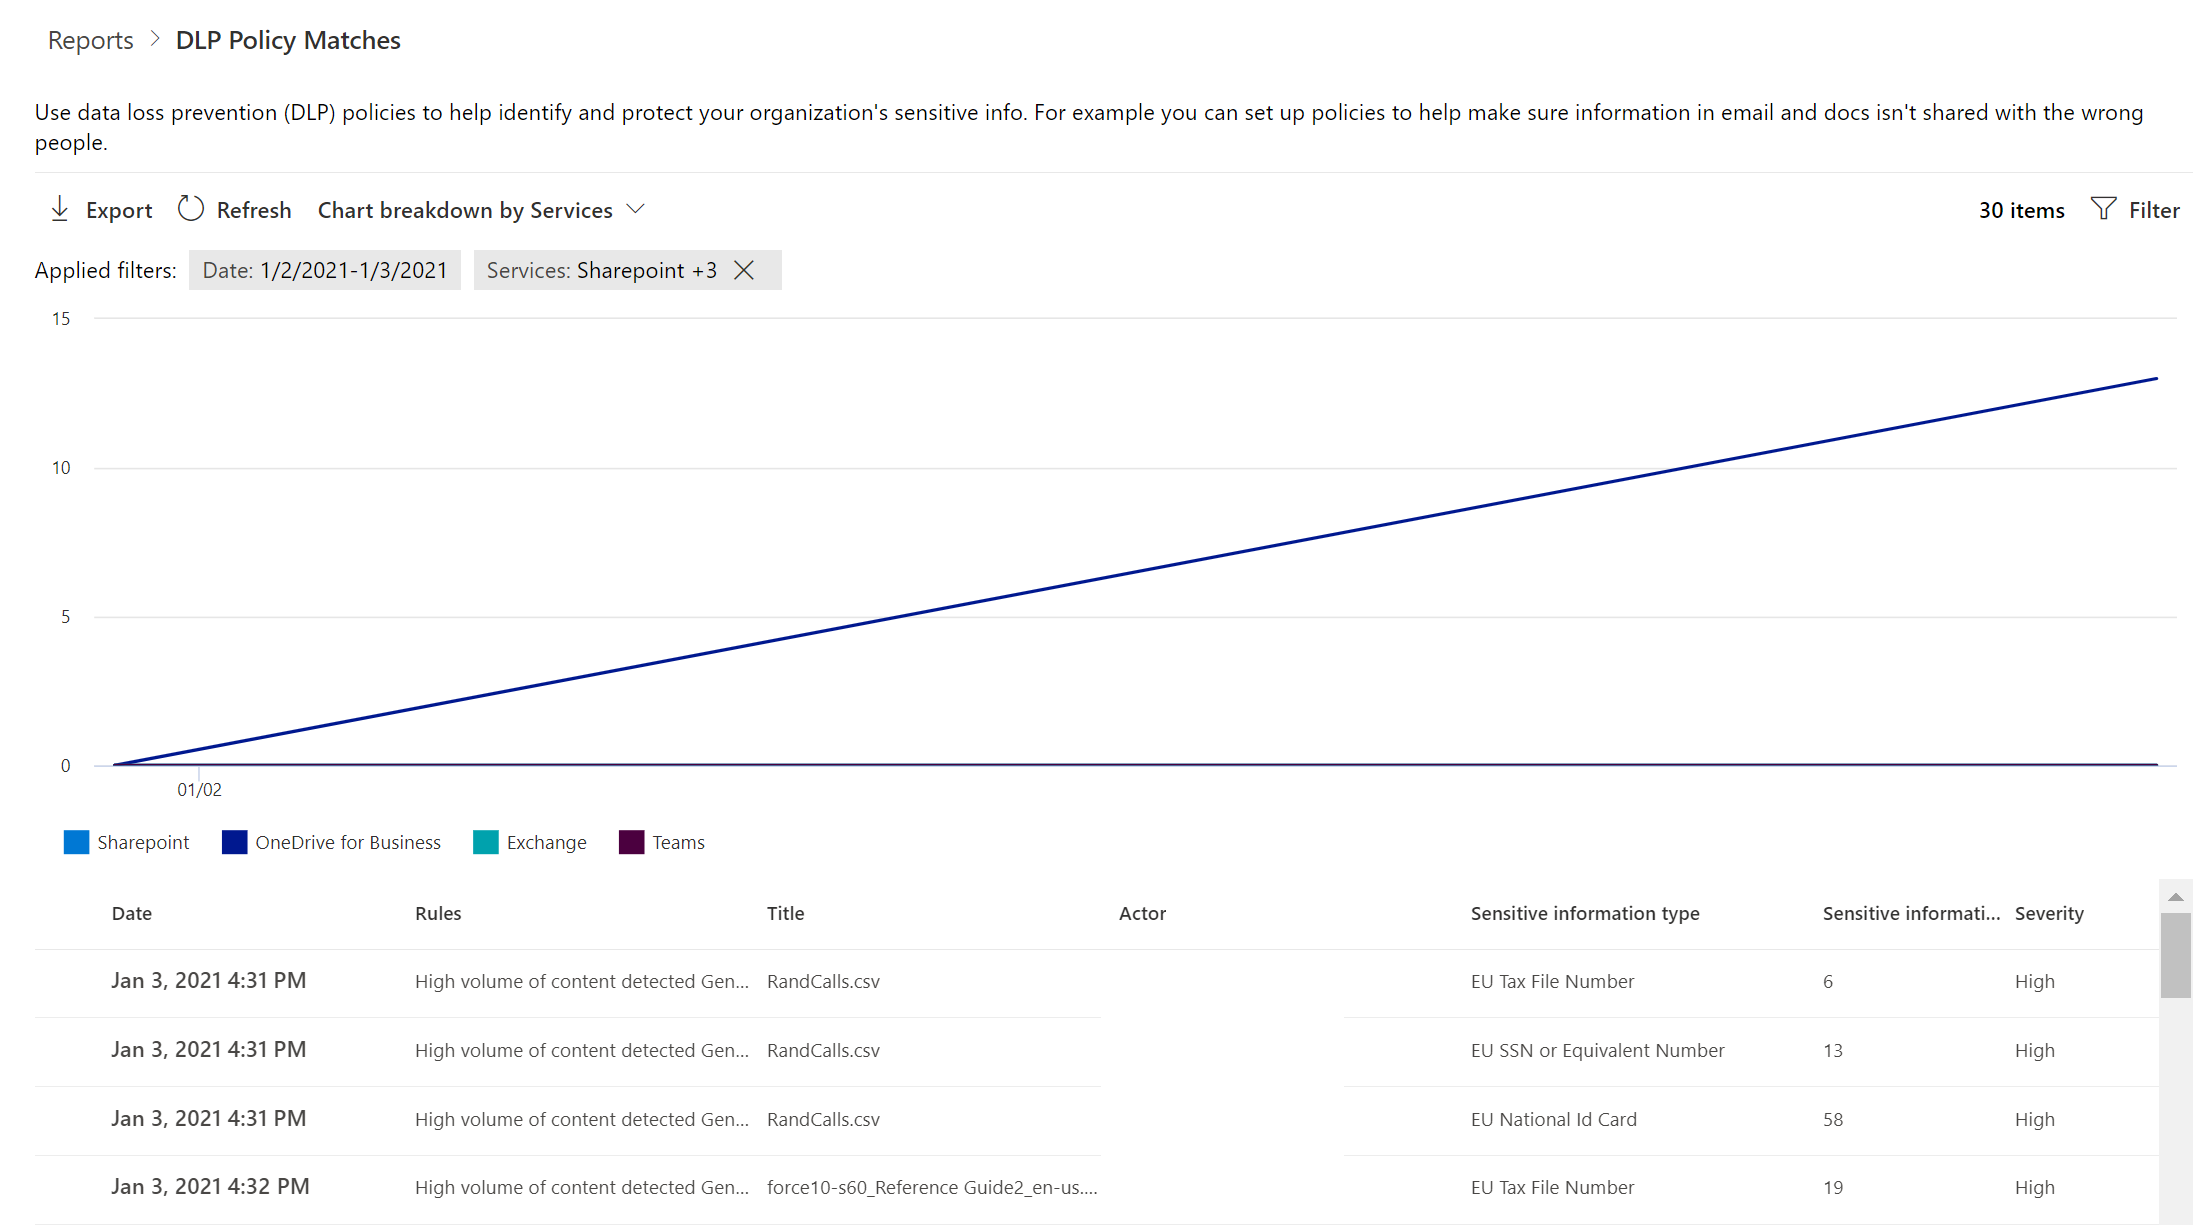 Reports > DLP Policy Matches
Use data loss prevention (DLP) policies to help identify and protect your organization's sensitive info. For example you can set up policies to help make sure information in email and docs isn't shared with the wrong
people.
Export Refresh Chart breakdown by Services 30 items Filter
Applied filters: Date: 1/2/2021-1/3/2021 Services: Sharepoint +3
15
10
5
0
01/02
Sharepoint OneDrive for Business Exchange Teams
Date Rules Title Actor Sensitive information type Sensitive informati... Severity
Jan 3, 2021 4:31 PM High volume of content detected Gen... RandCalls.csv EU Tax File Number 6 High
Jan 3, 2021 4:31 PM High volume of content detected Gen... RandCalls.csv EU SSN or Equivalent Number 13 High
Jan 3, 2021 4:31 PM High volume of content detected Gen... RandCalls.csv EU National Id Card 58 High
Jan 3, 2021 4:32 PM High volume of content detected Gen... force10-s60_Reference Guide2_en-us.... EU Tax File Number 19 High